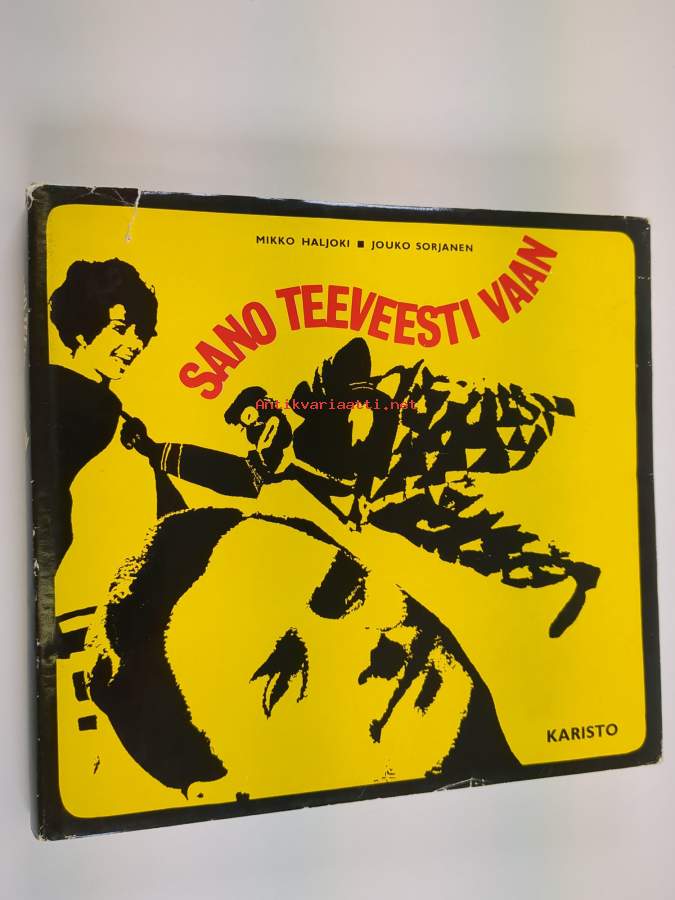 MIKKO HALJOKI ■ JOUKO SORJANEN
SANO TEEVEESTI VAAN
Antikvariaatti.net
KARISTO